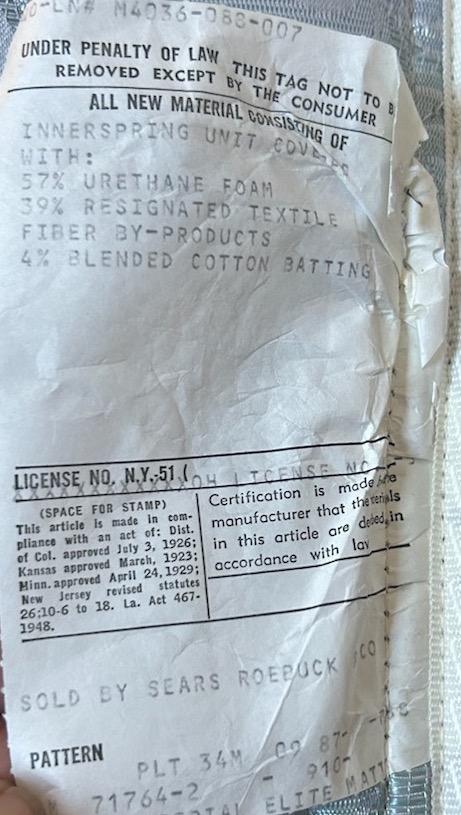 M4036-088-007
UNDER PENALTY OF LAW THIS TAG NOT TO
REMOVED EXCEPT BY THE CONSUMER
ALL NEW MATERIAL CONSISTING OF
INNERSPRING UNIT
WITH:
57% URETHANE FOAM
39% RESIGNATED TEXTILE
FIBER BY-PRODUCTS
4% BLENDED COTTON BATTING
LICENSE NO. N.Y.-51 (
OH LICENSE NO
(SPACE FOR STAMP)
This article is made in com-
pliance with an act of: Dist.
of Col. approved July 3, 1926;
Kansas approved March, 1923;
Minn. approved April 24, 1929;
New Jersey revised statutes
26:10-6 to 18. La. Act 467-
1948.
Certification is made
manufacturer that the
in this article are in
accordance with
SOLD BY SEARS ROEBUCK CO
PATTERN
PLT 34M
71764-2 - 910-
ELITE